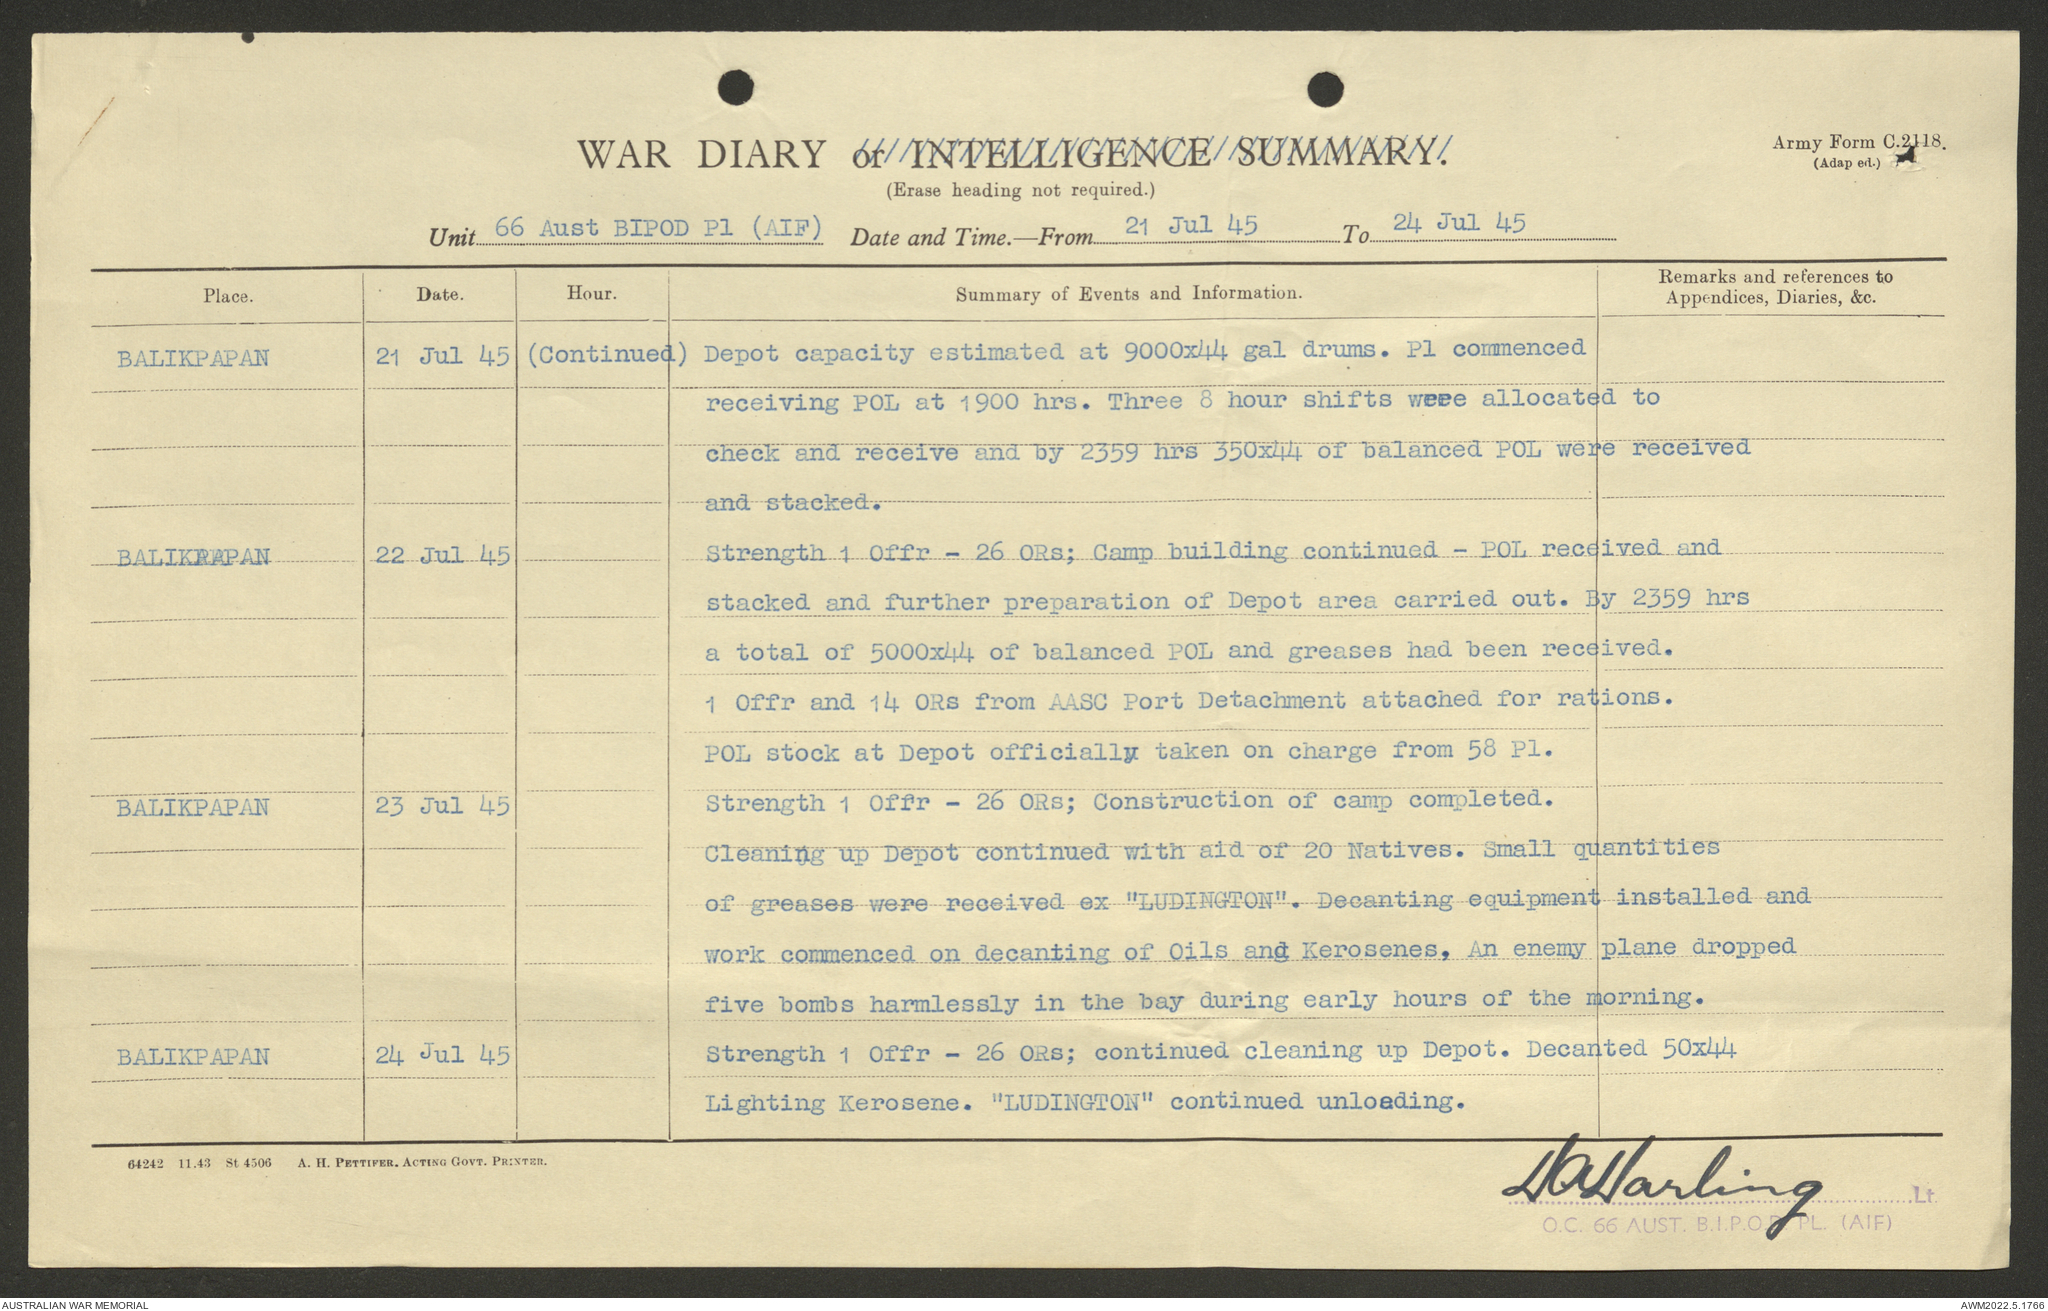 WAR DIARY or INTELLIGENCE SUMMARY.
(Erase heading not required.)
Army Form C.2118.
(Adap ed.)
Unit 66 Aust BIPOD Pl (AIF) Date and Time.—From 21 Jul 45 To 24 Jul 45
Place. Date. Hour. Summary of Events and Information. Remarks and references to
Appendices, Diaries, &c.
BALIKPAPAN 21 Jul 45 (Continued) Depot capacity estimated at 9000x44 gal drums. Pl commenced
receiving POL at 1900 hrs. Three 8 hour shifts were allocated to
check and receive and by 2359 hrs 350x44 of balanced POL were received
and stacked.
BALIKPAPAN 22 Jul 45 Strength 1 Offr - 26 ORs; Camp building continued - POL received and
stacked and further preparation of Depot area carried out. By 2359 hrs
a total of 5000x44 of balanced POL and greases had been received.
1 Offr and 14 ORs from AASC Port Detachment attached for rations.
POL stock at Depot officially taken on charge from 58 Pl.
BALIKPAPAN 23 Jul 45 Strength 1 Offr - 26 ORs; Construction of camp completed.
Cleaning up Depot continued with aid of 20 Natives. Small quantities
of greases were received ex "LUDINGTON". Decanting equipment installed and
work commenced on decanting of Oils and Kerosenes, An enemy plane dropped
five bombs harmlessly in the bay during early hours of the morning.
BALIKPAPAN 24 Jul 45 Strength 1 Offr - 26 ORs; continued cleaning up Depot. Decanted 50x44
Lighting Kerosene. "LUDINGTON" continued unloading.
64242 11.43 St 4506 A. H. PETTIFER. ACTING GOVT. PRINTER.
Darling Lt.
O.C. 66 AUST. B.I.P.O.D. PL. (AIF)
AUSTRALIAN WAR MEMORIAL
AWM2022.5.1766